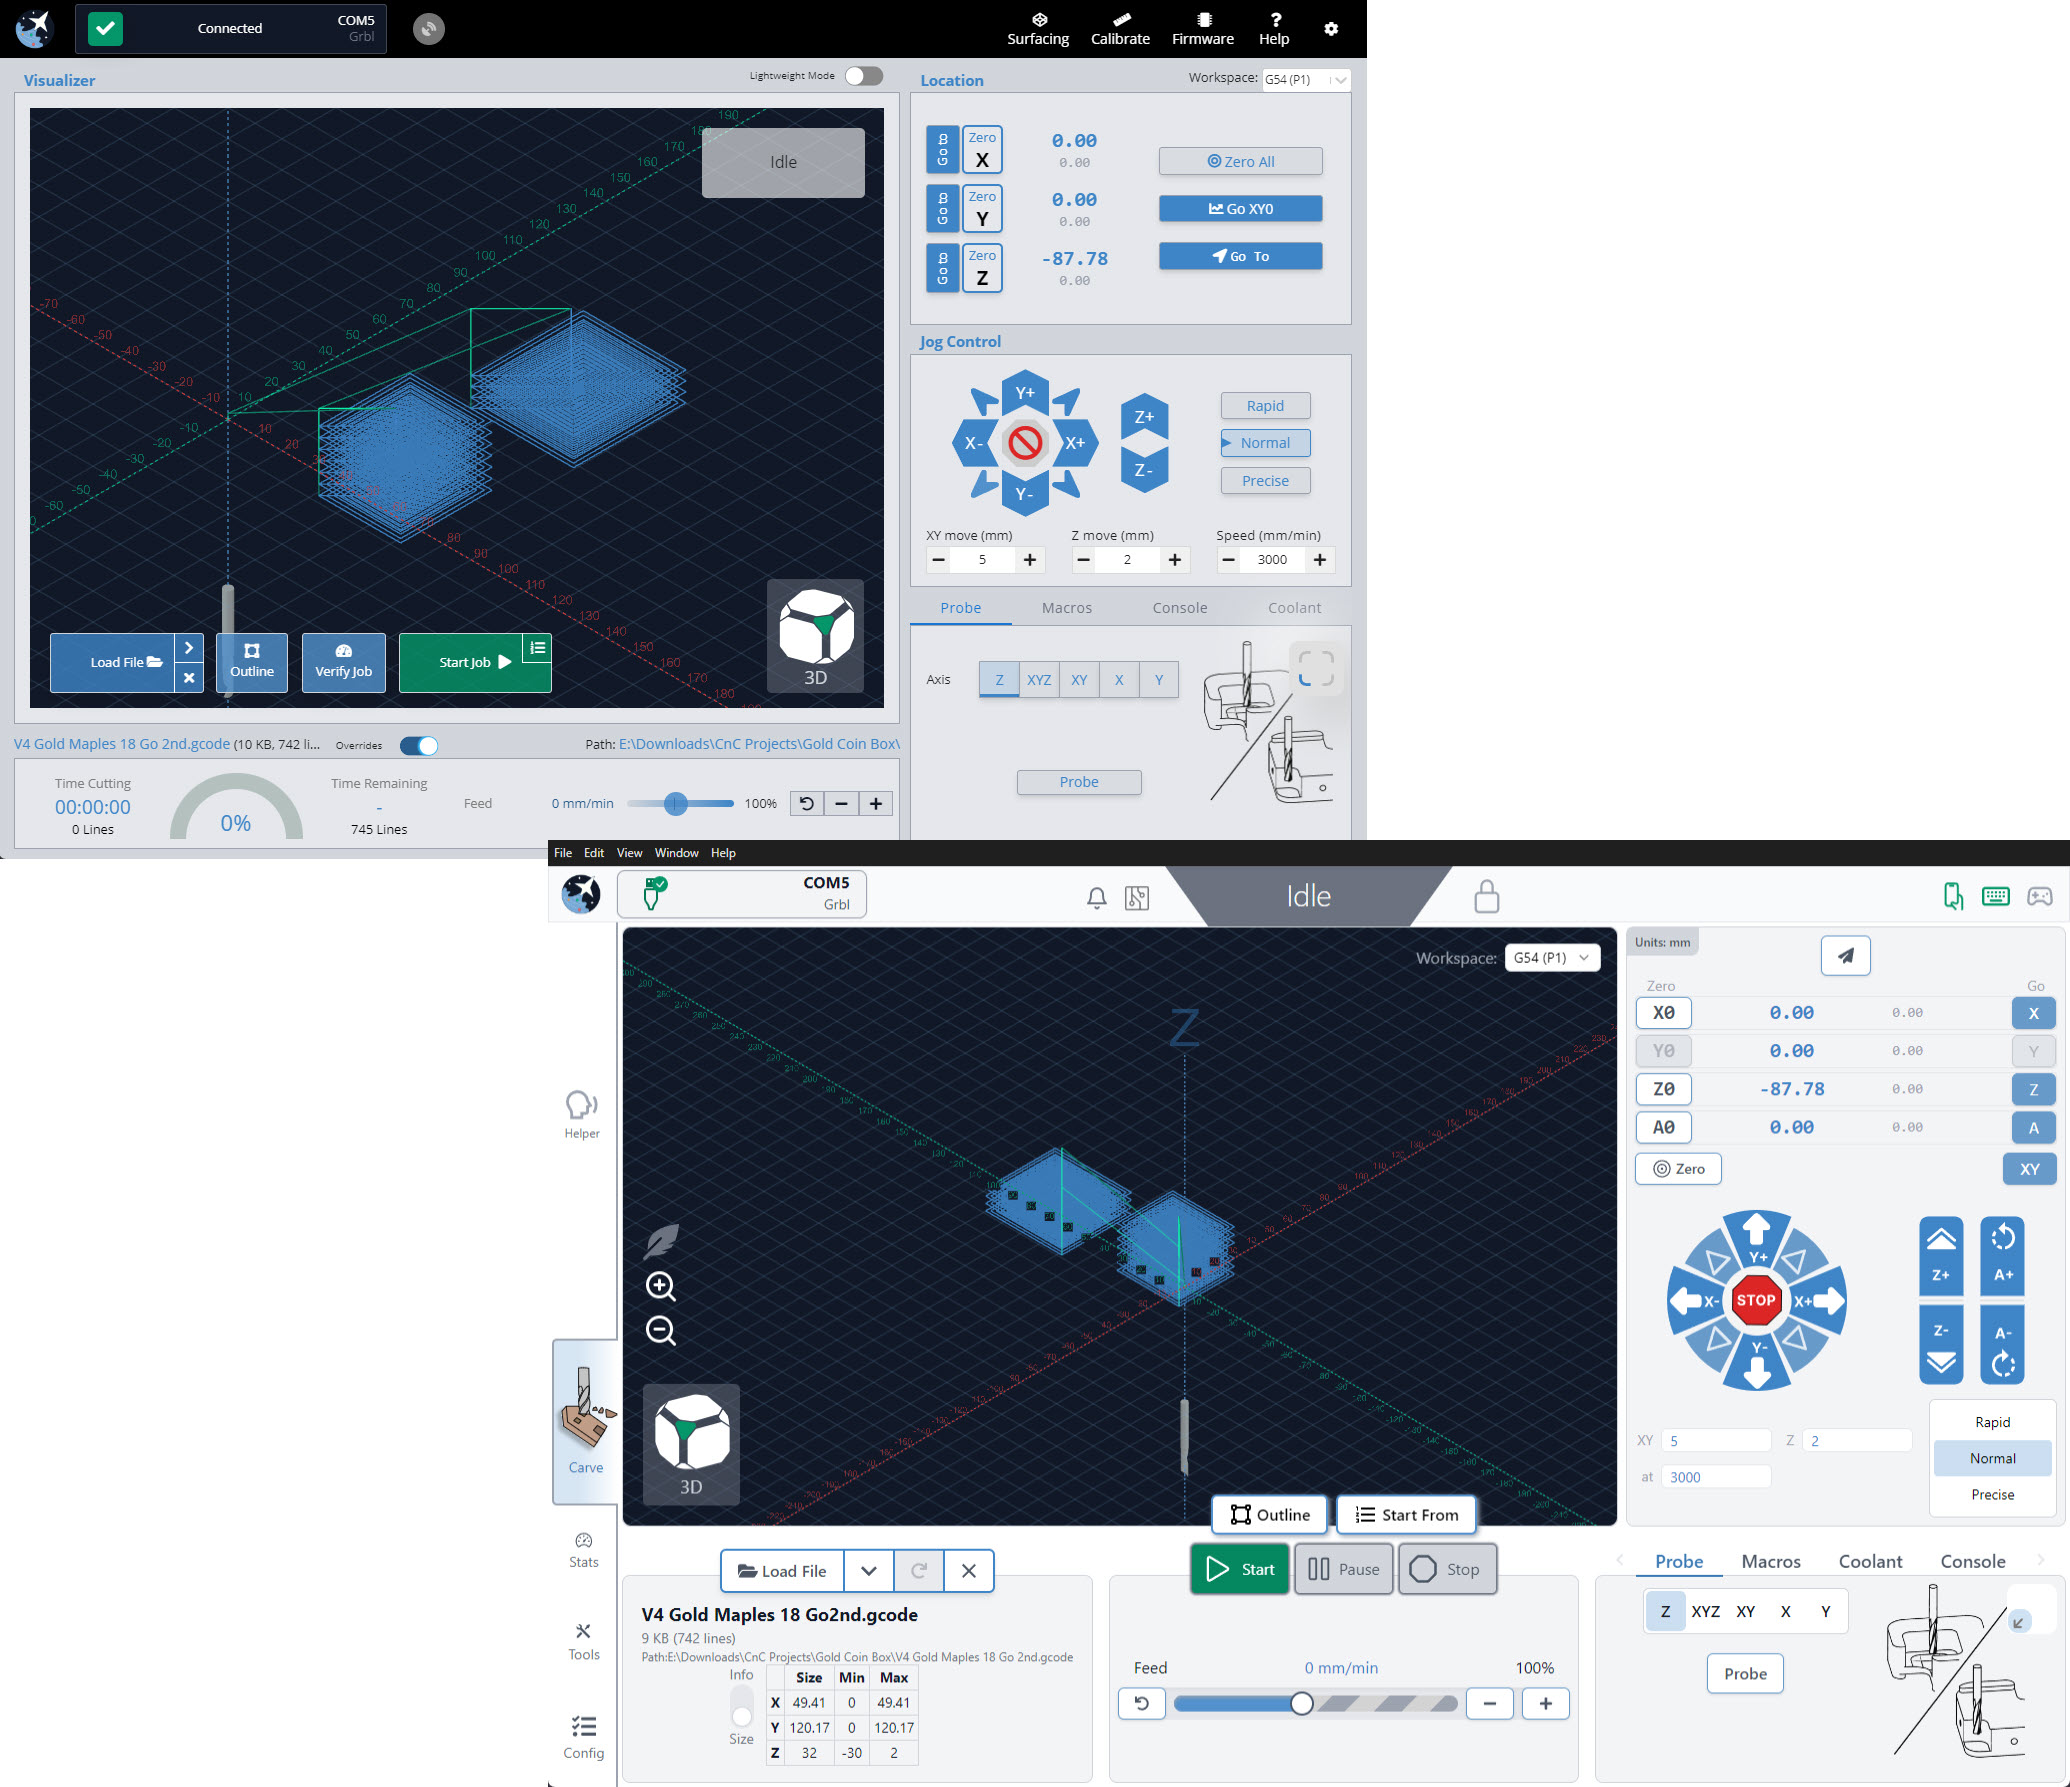 Connected
COM5
Grbl
Surfacing
Calibrate
Firmware
Help
Visualizer
Lightweight Mode
Location
Workspace:
G54 (P1)
190
180
170
160
150
140
130
120
110
100
90
80
70
60
50
40
30
20
10
-10
-20
-30
-40
-50
-60
-70
-60
-50
-40
-30
-20
-10
10
20
80
90
100
110
120
130
140
150
160
170
180
Idle
Go to
Zero
X
0.00
0.00
Zero All
Go to
Zero
Y
0.00
0.00
Go XY0
Go to
Zero
Z
-87.78
0.00
Go To
Jog Control
Y+
X-
X+
Y-
Z+
Z-
Rapid
Normal
Precise
XY move (mm)
5
Z move (mm)
2
Speed (mm/min)
3000
Load File
Outline
Verify Job
Start Job
3D
Probe
Macros
Console
Coolant
Axis
Z
XYZ
XY
X
Y
Probe
V4 Gold Maples 18 Go 2nd.gcode (10 KB, 742 li...
Overrides
Path: E:\Downloads\CnC Projects\Gold Coin Box\
Time Cutting
00:00:00
0 Lines
0%
Time Remaining
-
745 Lines
Feed
0 mm/min
100%
File Edit View Window Help
COM5
Grbl
Idle
Workspace:
G54 (P1)
Z
Units: mm
Zero
Go
X0
0.00
0.00
X
Y0
0.00
0.00
Y
Z0
-87.78
0.00
Z
A0
0.00
0.00
A
Zero
XY
Helper
Carve
Stats
Tools
Config
3D
Y+
X-
STOP
X+
Y-
Z+
Z-
A+
A-
XY
5
Z
2
at
3000
Rapid
Normal
Precise
Outline
Start From
Load File
Start
Pause
Stop
V4 Gold Maples 18 Go2nd.gcode
9 KB (742 lines)
Path:E:\Downloads\CnC Projects\Gold Coin Box\V4 Gold Maples 18 Go 2nd.gcode
Info
Size
Size Min Max
X 49.41 0 49.41
Y 120.17 0 120.17
Z 32 -30 2
Feed
0 mm/min
100%
Probe
Macros
Coolant
Console
Z
XYZ
XY
X
Y
Probe